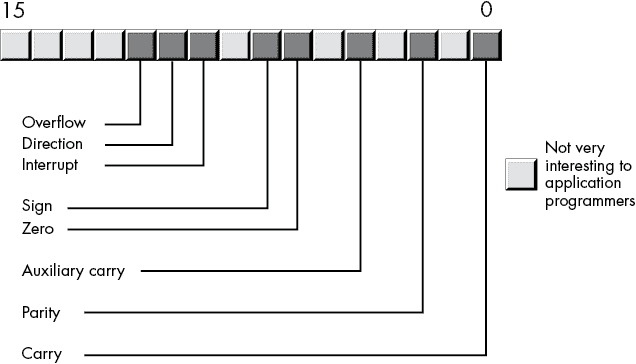 15
0
Overflow
Direction
Interrupt
Sign
Zero
Auxiliary carry
Parity
Carry
Not very
interesting to
application
programmers